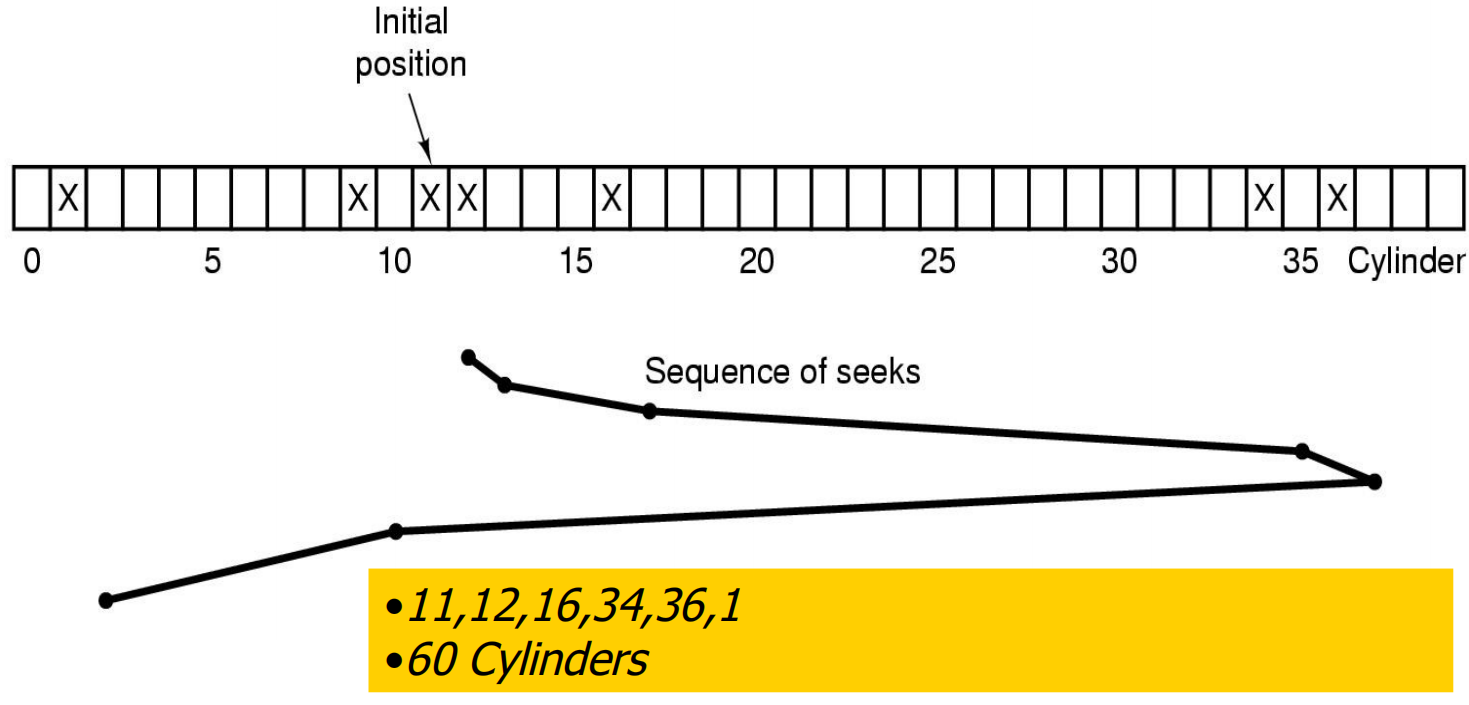 Initial
position
X X X X X X X
0 5 10 15 20 25 30 35 Cylinder
Sequence of seeks
•11,12,16,34,36,1
•60 Cylinders